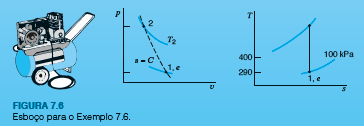 P
2
T2
s = C
1, e
υ
T
400
290
100 kPa
1, e
s
FIGURA 7.6
Esboço para o Exemplo 7.6.